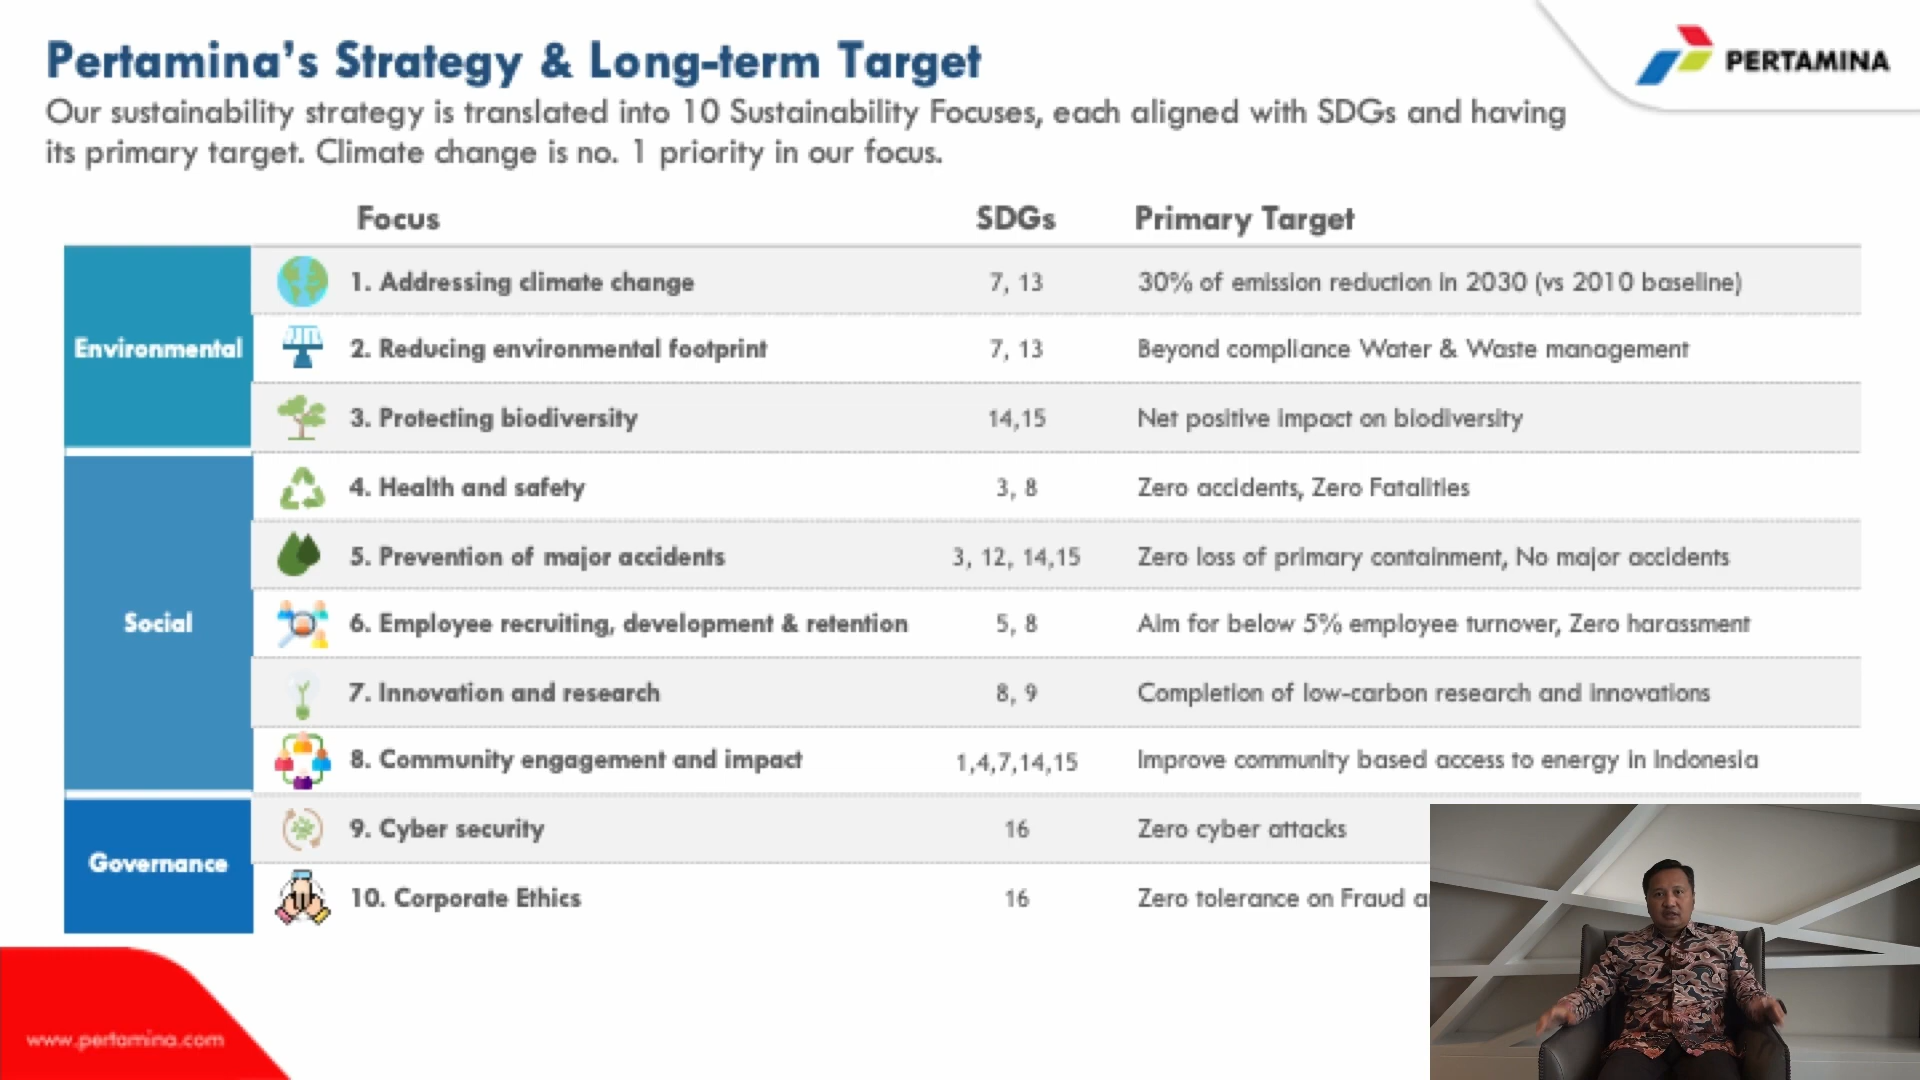 Pertamina's Strategy & Long-term Target
PERTAMINA
Our sustainability strategy is translated into 10 Sustainability Focuses, each aligned with SDGs and having
its primary target. Climate change is no. 1 priority in our focus.
Focus SDGs Primary Target
Environmental
1. Addressing climate change 7, 13 30% of emission reduction in 2030 (vs 2010 baseline)
2. Reducing environmental footprint 7, 13 Beyond compliance Water & Waste management
3. Protecting biodiversity 14,15 Net positive impact on biodiversity
Social
4. Health and safety 3, 8 Zero accidents, Zero Fatalities
5. Prevention of major accidents 3, 12, 14,15 Zero loss of primary containment, No major accidents
6. Employee recruiting, development & retention 5, 8 Aim for below 5% employee turnover, Zero harassment
7. Innovation and research 8, 9 Completion of low-carbon research and innovations
8. Community engagement and impact 1,4,7,14,15 Improve community based access to energy in Indonesia
Governance
9. Cyber security 16 Zero cyber attacks
10. Corporate Ethics 16 Zero tolerance on Fraud
www.pertamina.com